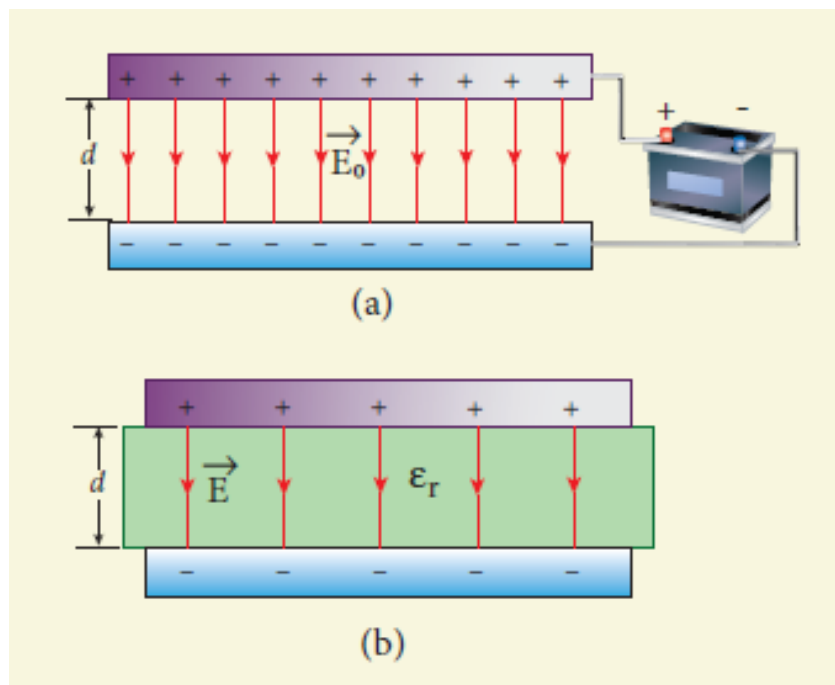 + + + + + + + + + +
+ -
d
E₀
− − − − − − − − − −
(a)
+ + + + +
d
E
εᵣ
− − − − −
(b)